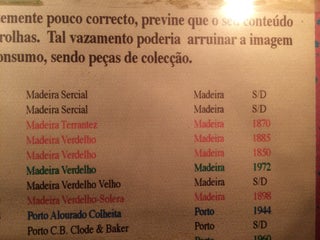 emente pouco correcto, previne que o seu conteúdo
rolhas. Tal vazamento poderia arruinar a imagem
onsumo, sendo peças de colecção.
Madeira Sercial Madeira S/D
Madeira Sercial Madeira S/D
Madeira Terrantez Madeira 1870
Madeira Verdelho Madeira 1885
Madeira Verdelho Madeira 1850
Madeira Verdelho Madeira 1972
Madeira Verdelho Velho Madeira S/D
Madeira Verdelho-Solera Madeira 1898
Porto Alourado Colheita Porto 1944
Porto C.B. Clode & Baker Porto S/D
Porto 1960